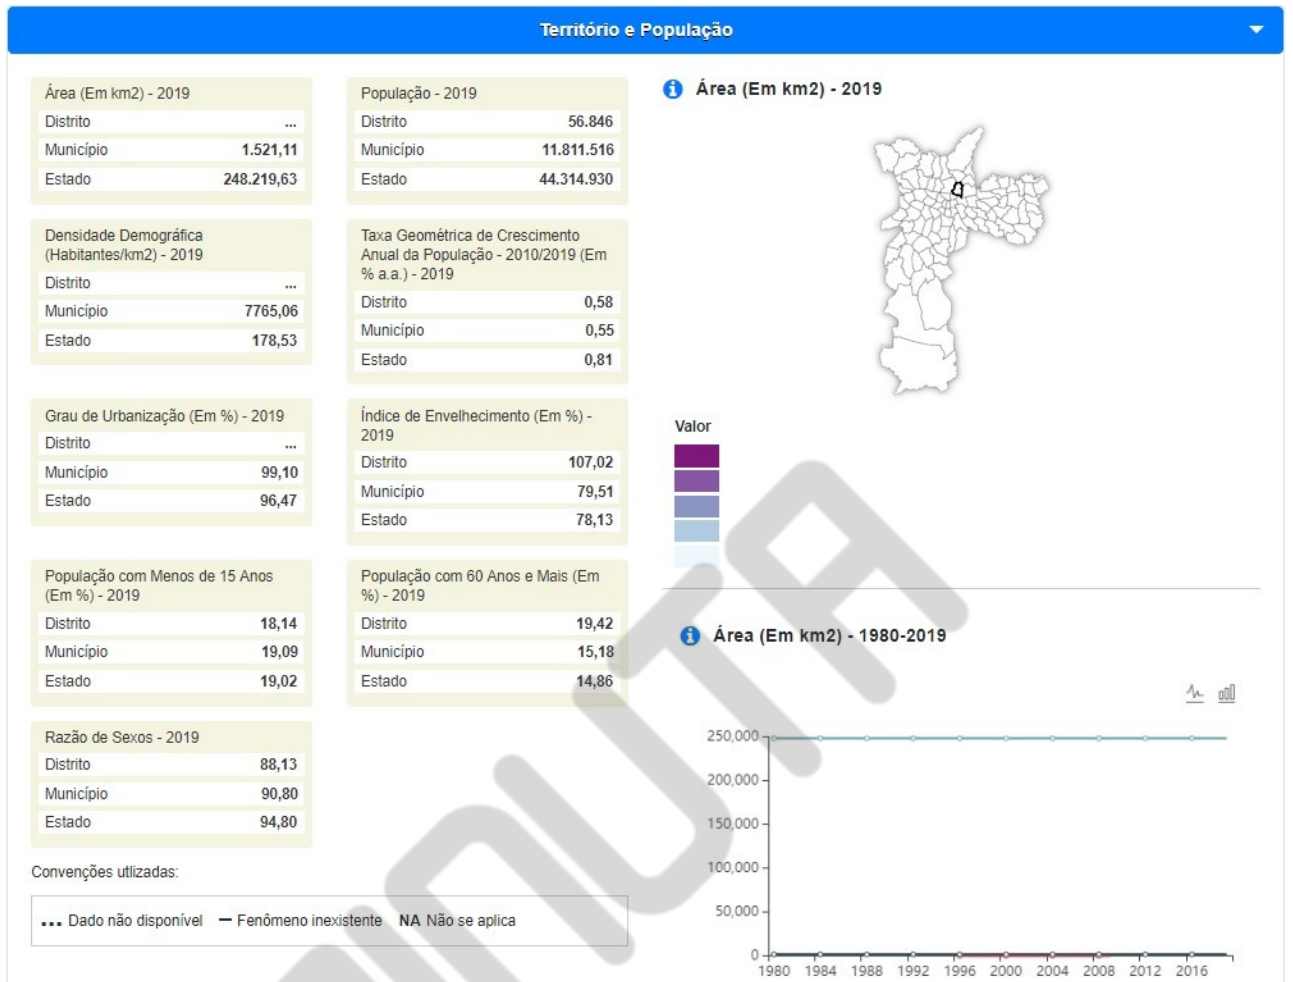 Território e População
Área (Em km2) - 2019
Distrito ...
Município 1.521,11
Estado 248.219,63
População - 2019
Distrito 56.846
Município 11.811.516
Estado 44.314.930
Densidade Demográfica
(Habitantes/km2) - 2019
Distrito ...
Município 7765,06
Estado 178,53
Taxa Geométrica de Crescimento
Anual da População - 2010/2019 (Em
% a.a.) - 2019
Distrito 0,58
Município 0,55
Estado 0,81
Grau de Urbanização (Em %) - 2019
Distrito ...
Município 99,10
Estado 96,47
Índice de Envelhecimento (Em %) -
2019
Distrito 107,02
Município 79,51
Estado 78,13
População com Menos de 15 Anos
(Em %) - 2019
Distrito 18,14
Município 19,09
Estado 19,02
População com 60 Anos e Mais (Em
%) - 2019
Distrito 19,42
Município 15,18
Estado 14,86
Razão de Sexos - 2019
Distrito 88,13
Município 90,80
Estado 94,80
Convenções utlizadas:
... Dado não disponível — Fenômeno inexistente NA Não se aplica
Área (Em km2) - 2019
Valor
Área (Em km2) - 1980-2019
250,000
200,000
150,000
100,000
50,000
0
1980 1984 1988 1992 1996 2000 2004 2008 2012 2016
MINUTA